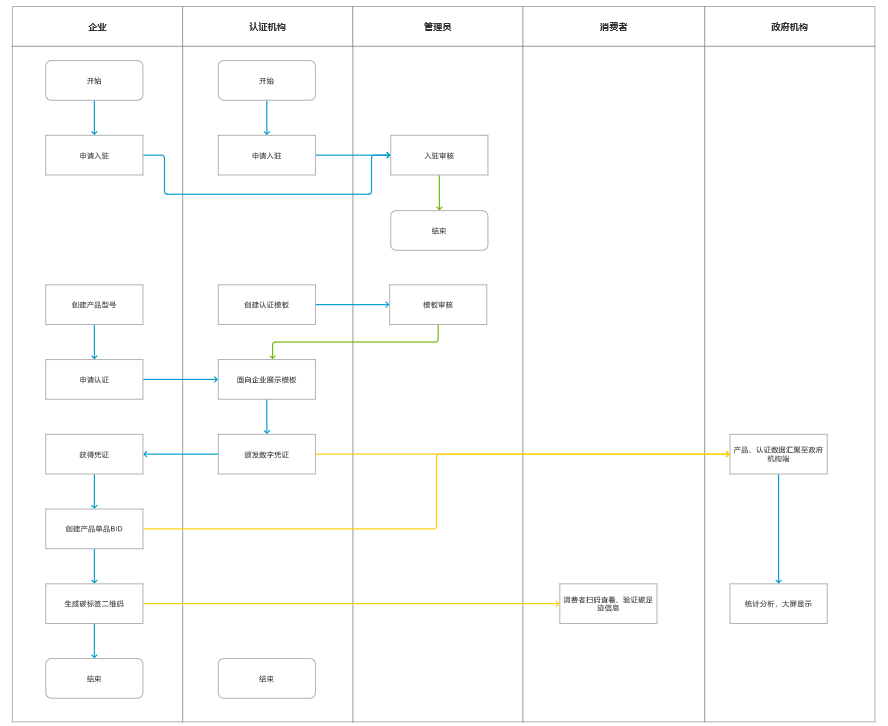 企业 认证机构 管理员 消费者 政府机构
开始 开始
申请入驻 申请入驻 入驻审核
结束
创建产品型号 创建认证模板 模板审核
申请认证 面向企业展示模板
获得凭证 颁发数字凭证 产品、认证数据汇聚至政府
机构端
创建产品单品BID
生成碳标签二维码 消费者扫码查看、验证碳足
迹信息 统计分析，大屏显示
结束 结束